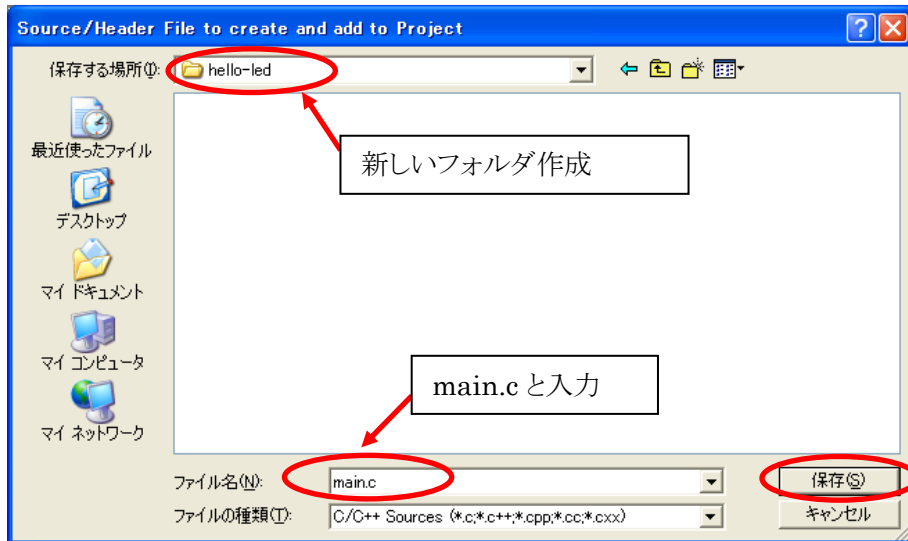 Source/Header File to create and add to Project
保存する場所(I):
hello-led
最近使ったファイル
デスクトップ
マイ ドキュメント
マイ コンピュータ
マイ ネットワーク
新しいフォルダ作成
main.c と入力
ファイル名(N):
main.c
保存(S)
ファイルの種類(T):
C/C++ Sources (*.c;*.c++;*.cpp;*.cc;*.cxx)
キャンセル